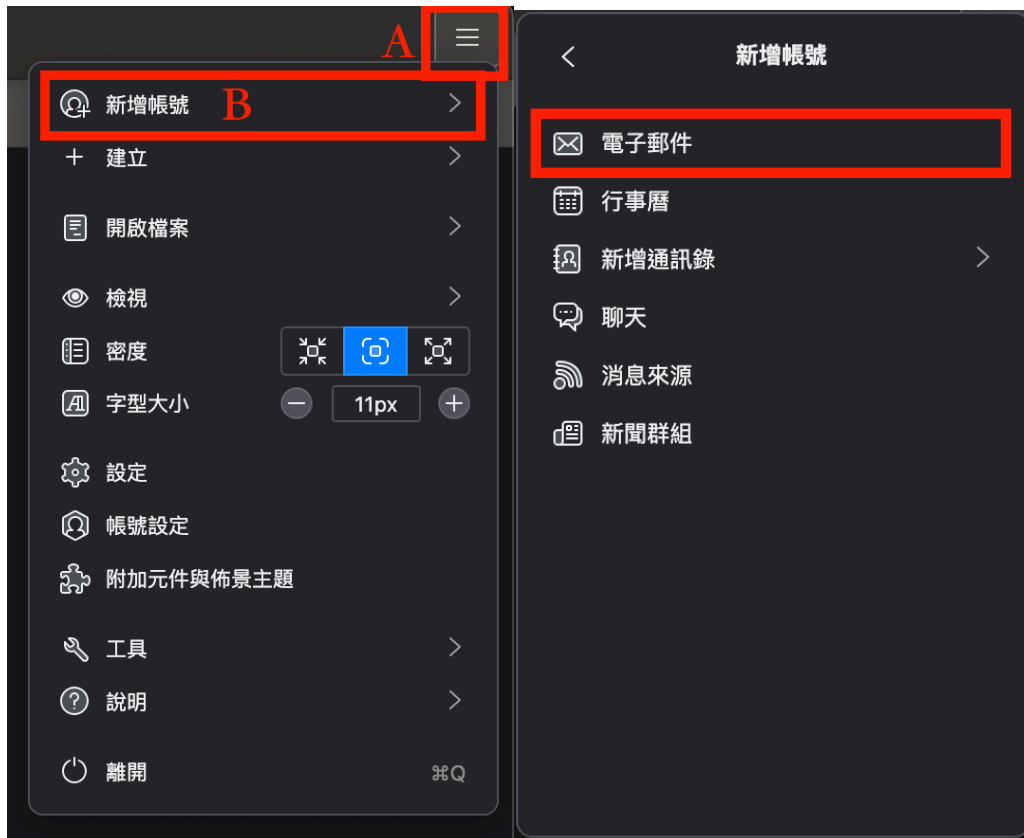 A
新增帳號 B
建立
開啟檔案
檢視
密度
字型大小 11px
設定
帳號設定
附加元件與佈景主題
工具
說明
離開 ⌘Q
新增帳號
電子郵件
行事曆
新增通訊錄
聊天
消息來源
新聞群組